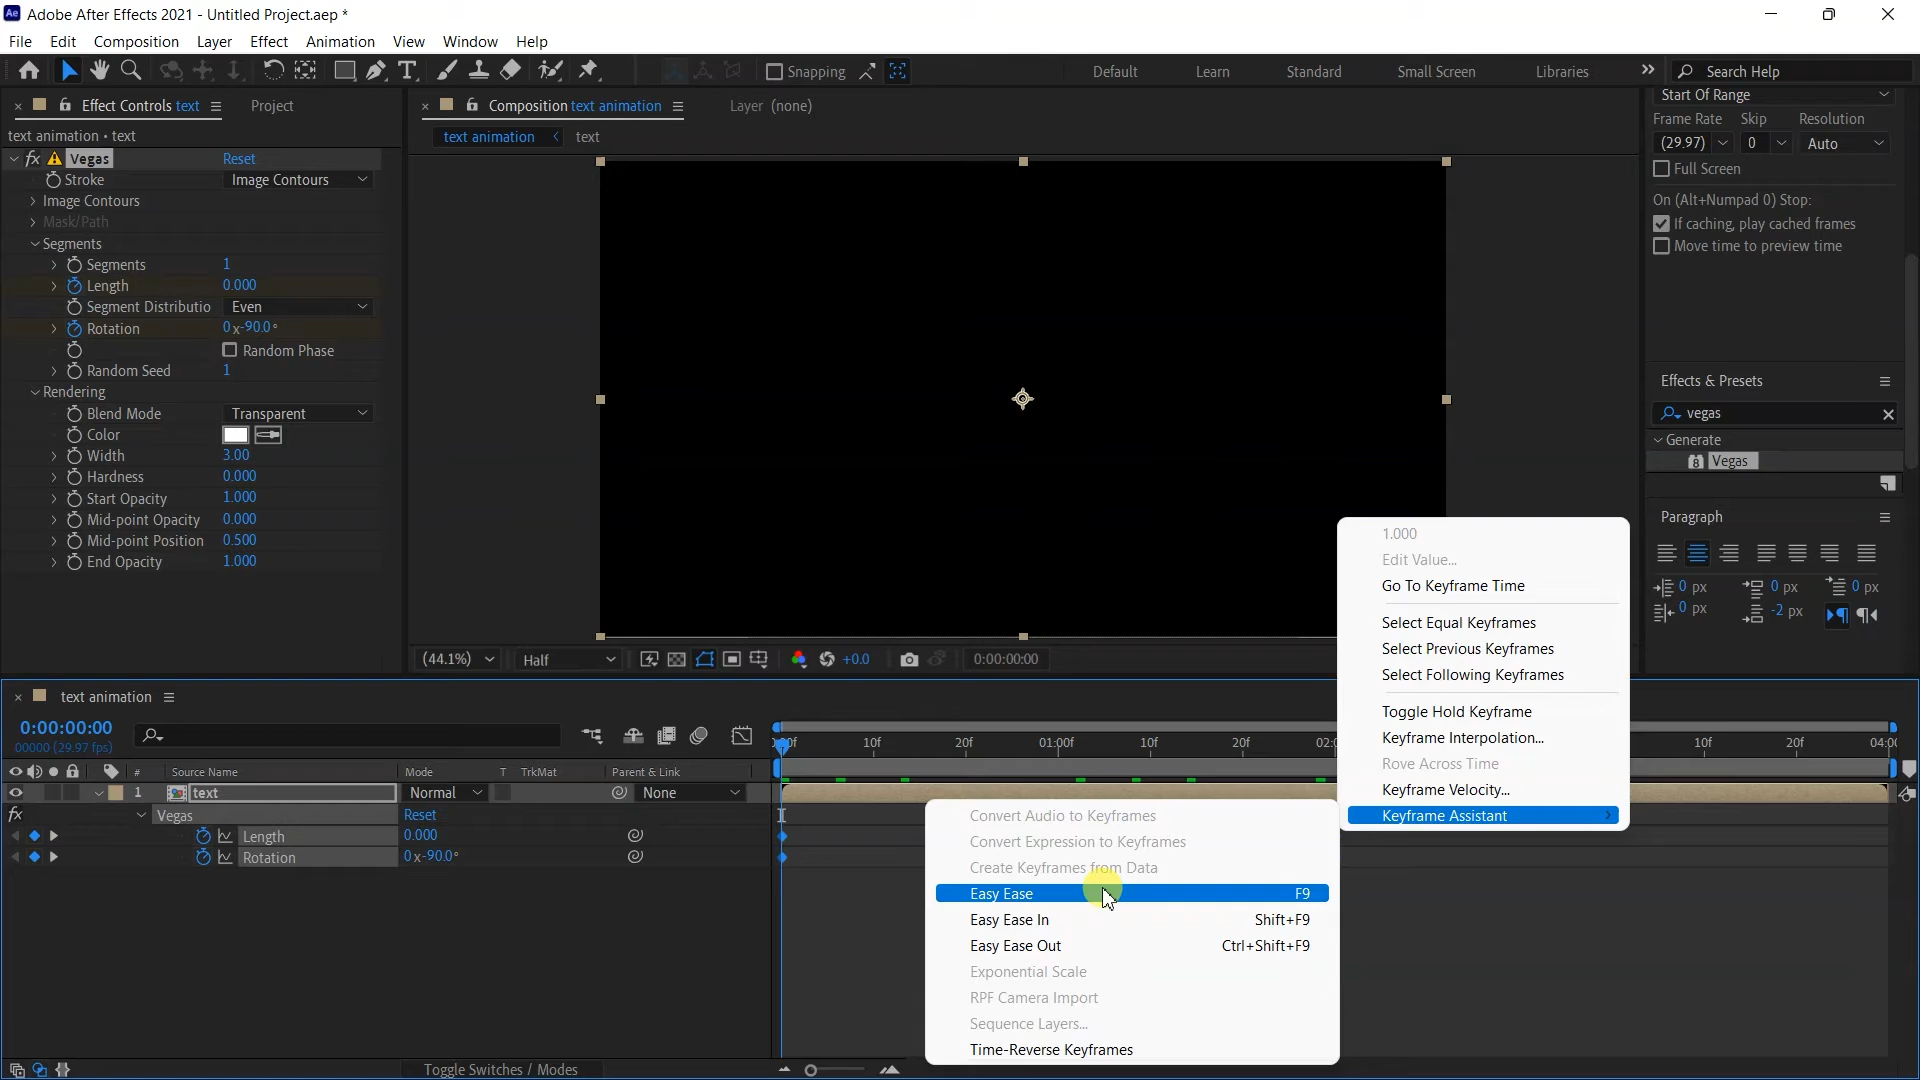 Ae Adobe After Effects 2021 - Untitled Project.aep *
File Edit Composition Layer Effect Animation View Window Help
Snapping
Default Learn Standard Small Screen Libraries
Search Help
Effect Controls text Project
text animation • text
fx Vegas Reset
Stroke Image Contours
Image Contours
Mask/Path
Segments
Segments 1
Length 0.000
Segment Distributio Even
Rotation 0x-90.0°
Random Phase
Random Seed 1
Rendering
Blend Mode Transparent
Color
Width 3.00
Hardness 0.000
Start Opacity 1.000
Mid-point Opacity 0.000
Mid-point Position 0.500
End Opacity 1.000
Composition text animation Layer (none)
text animation < text
(44.1%) Half +0.0 0:00:00:00
Start Of Range
Frame Rate Skip Resolution
(29.97) 0 Auto
Full Screen
On (Alt+Numpad 0) Stop:
If caching, play cached frames
Move time to preview time
Effects & Presets
vegas
Generate
8 Vegas
Paragraph
0 px 0 px 0 px
0 px -2 px
text animation
0:00:00:00
00000 (29.97 fps)
10f 20f 01:00f 10f 20f 10f 20f 04:00
# Source Name Mode T TrkMat Parent & Link
1 text Normal None
fx Vegas Reset
Length 0.000
Rotation 0x-90.0°
Toggle Switches / Modes
1.000
Edit Value...
Go To Keyframe Time
Select Equal Keyframes
Select Previous Keyframes
Select Following Keyframes
Toggle Hold Keyframe
Keyframe Interpolation...
Rove Across Time
Keyframe Velocity...
Keyframe Assistant
Convert Audio to Keyframes
Convert Expression to Keyframes
Create Keyframes from Data
Easy Ease F9
Easy Ease In Shift+F9
Easy Ease Out Ctrl+Shift+F9
Exponential Scale
RPF Camera Import
Sequence Layers...
Time-Reverse Keyframes